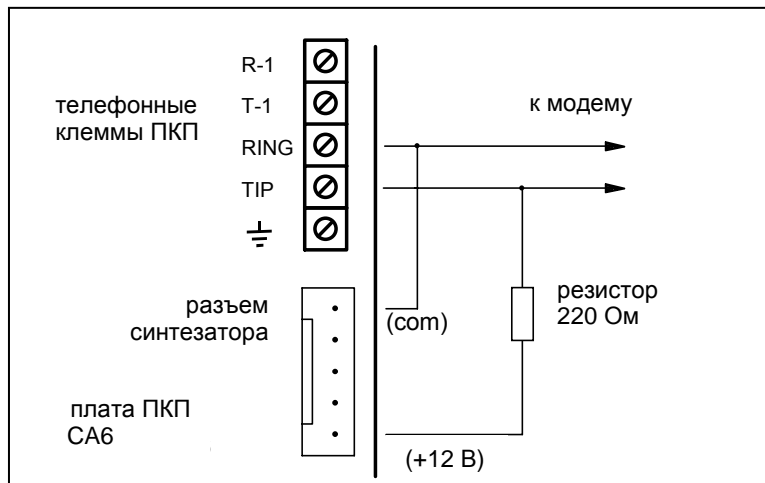 R-1
телефонные
клеммы ПКП
T-1
к модему
RING
TIP
разъем
синтезатора
(com)
резистор
220 Ом
плата ПКП
CA6
(+12 В)